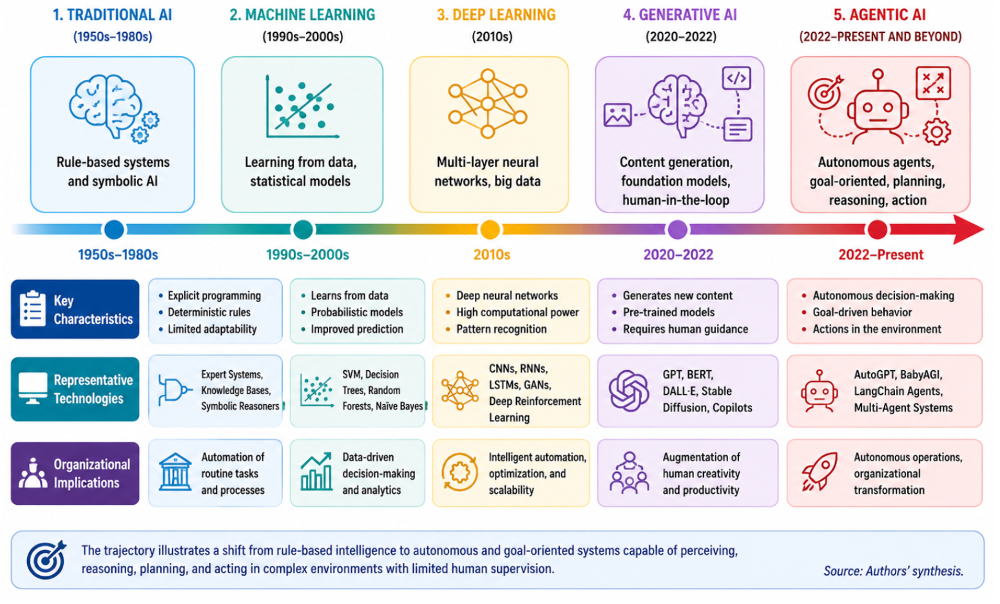 1. TRADITIONAL AI
(1950s–1980s)
2. MACHINE LEARNING
(1990s–2000s)
3. DEEP LEARNING
(2010s)
4. GENERATIVE AI
(2020–2022)
5. AGENTIC AI
(2022–PRESENT AND BEYOND)
Rule-based systems
and symbolic AI
Learning from data,
statistical models
Multi-layer neural
networks, big data
</>
Content generation,
foundation models,
human-in-the-loop
Autonomous agents,
goal-oriented, planning,
reasoning, action
1950s–1980s
1990s–2000s
2010s
2020–2022
2022–Present
Key
Characteristics
• Explicit programming
• Deterministic rules
• Limited adaptability
• Learns from data
• Probabilistic models
• Improved prediction
• Deep neural networks
• High computational power
• Pattern recognition
• Generates new content
• Pre-trained models
• Requires human guidance
• Autonomous decision-making
• Goal-driven behavior
• Actions in the environment
Representative
Technologies
Expert Systems,
Knowledge Bases,
Symbolic Reasoners
SVM, Decision
Trees, Random
Forests, Naïve Bayes
CNNs, RNNs,
LSTMs, GANs,
Deep Reinforcement
Learning
GPT, BERT,
DALL·E, Stable
Diffusion, Copilots
AutoGPT, BabyAGI,
LangChain Agents,
Multi-Agent Systems
Organizational
Implications
Automation of
routine tasks
and processes
Data-driven
decision-making
and analytics
Intelligent automation,
optimization, and
scalability
Augmentation of
human creativity
and productivity
Autonomous operations,
organizational
transformation
The trajectory illustrates a shift from rule-based intelligence to autonomous and goal-oriented systems capable of perceiving,
reasoning, planning, and acting in complex environments with limited human supervision.
Source: Authors' synthesis.